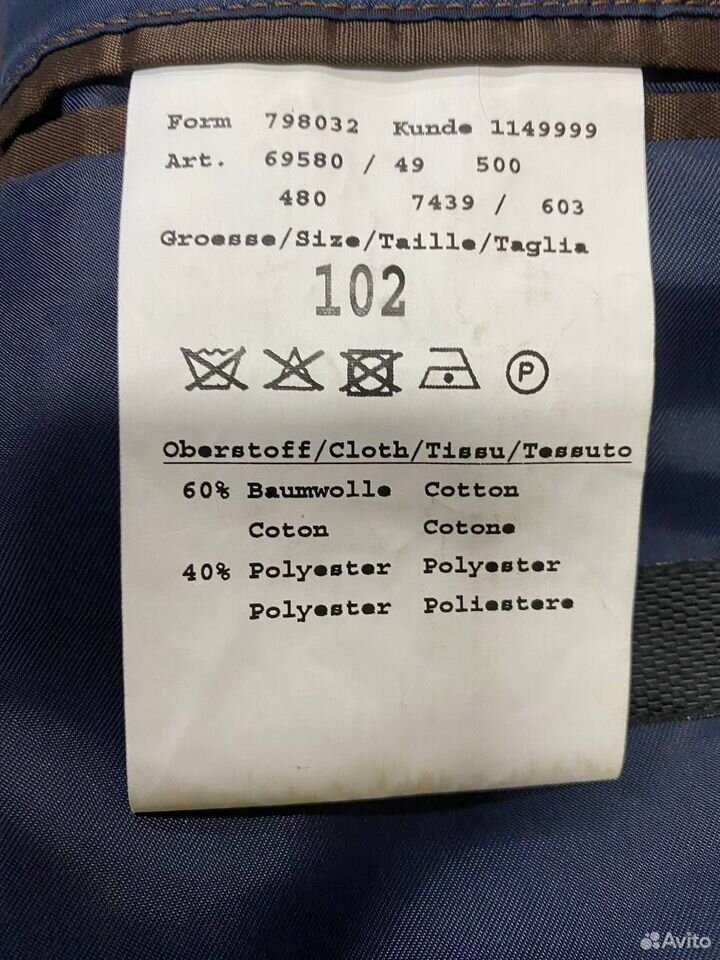 Form 798032 Kunde 1149999
Art. 69580 / 49 500
480 7439 / 603
Groesse/Size/Taille/Taglia
102
P
Oberstoff/Cloth/Tissu/Tessuto
60% Baumwolle Cotton
Coton Cotone
40% Polyester Polyester
Polyester Poliestere
Avito